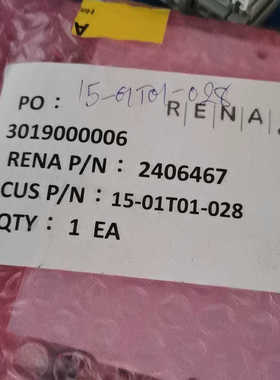 PO : 15-01T01-028
RENA
3019000006
RENA P/N : 2406467
CUS P/N : 15-01T01-028
QTY : 1 EA